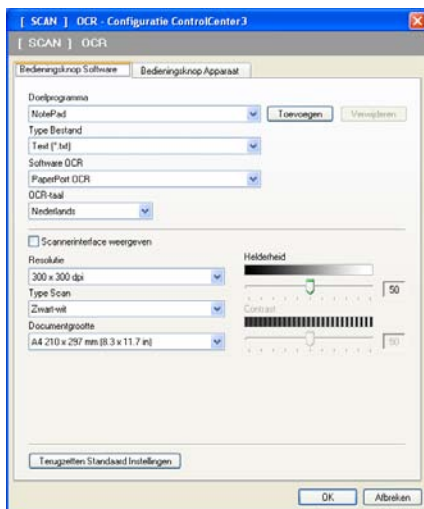 [ SCAN ]  OCR - Configuratie ControlCenter3
[ SCAN ]  OCR
Bedieningsknop Software  Bedieningsknop Apparaat
Doelprogramma
NotePad  Toevoegen  Verwijderen
Type Bestand
Text (*.txt)
Software OCR
PaperPort OCR
OCR-taal
Nederlands
Scannerinterface weergeven
Resolutie  Helderheid
300 x 300 dpi
50
Type Scan
Zwart-wit  Contrast
Documentgrootte
A4 210 x 297 mm (8.3 x 11.7 in)  50
Terugzetten Standaard Instellingen
OK  Afbreken